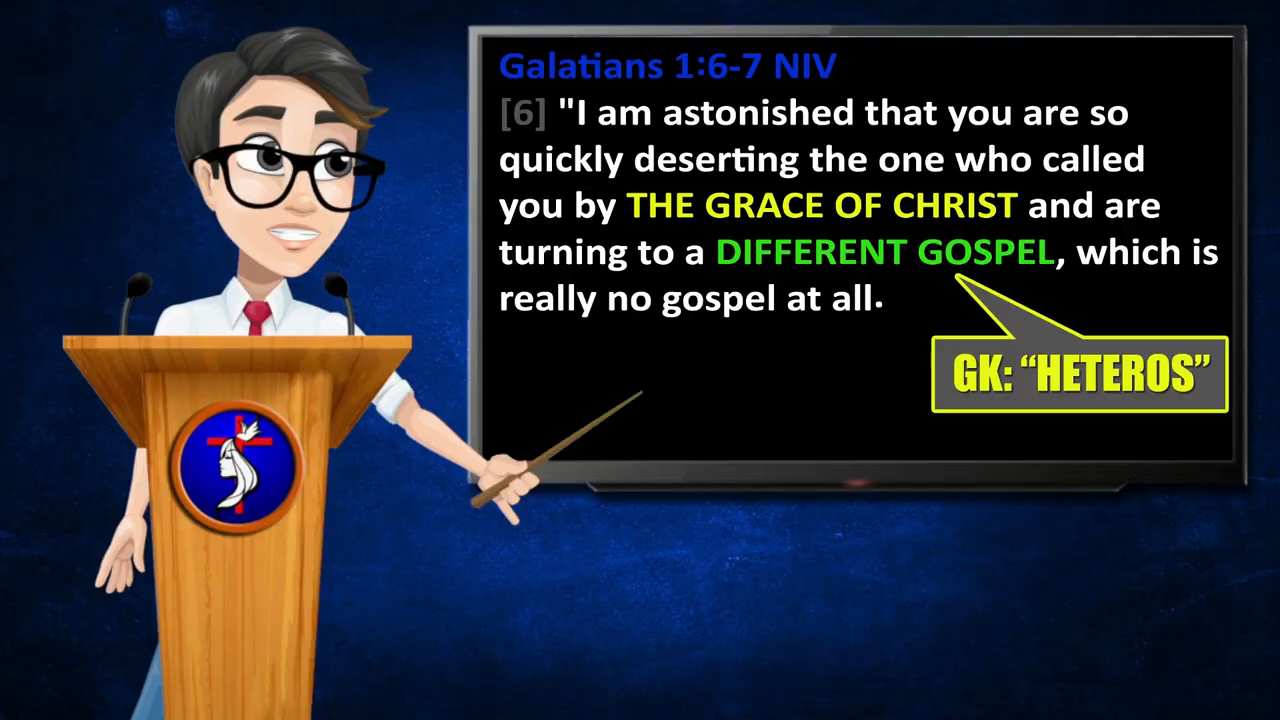 Galatians 1:6-7 NIV
[6] "I am astonished that you are so
quickly deserting the one who called
you by THE GRACE OF CHRIST and are
turning to a DIFFERENT GOSPEL, which is
really no gospel at all.
GK: “HETEROS”